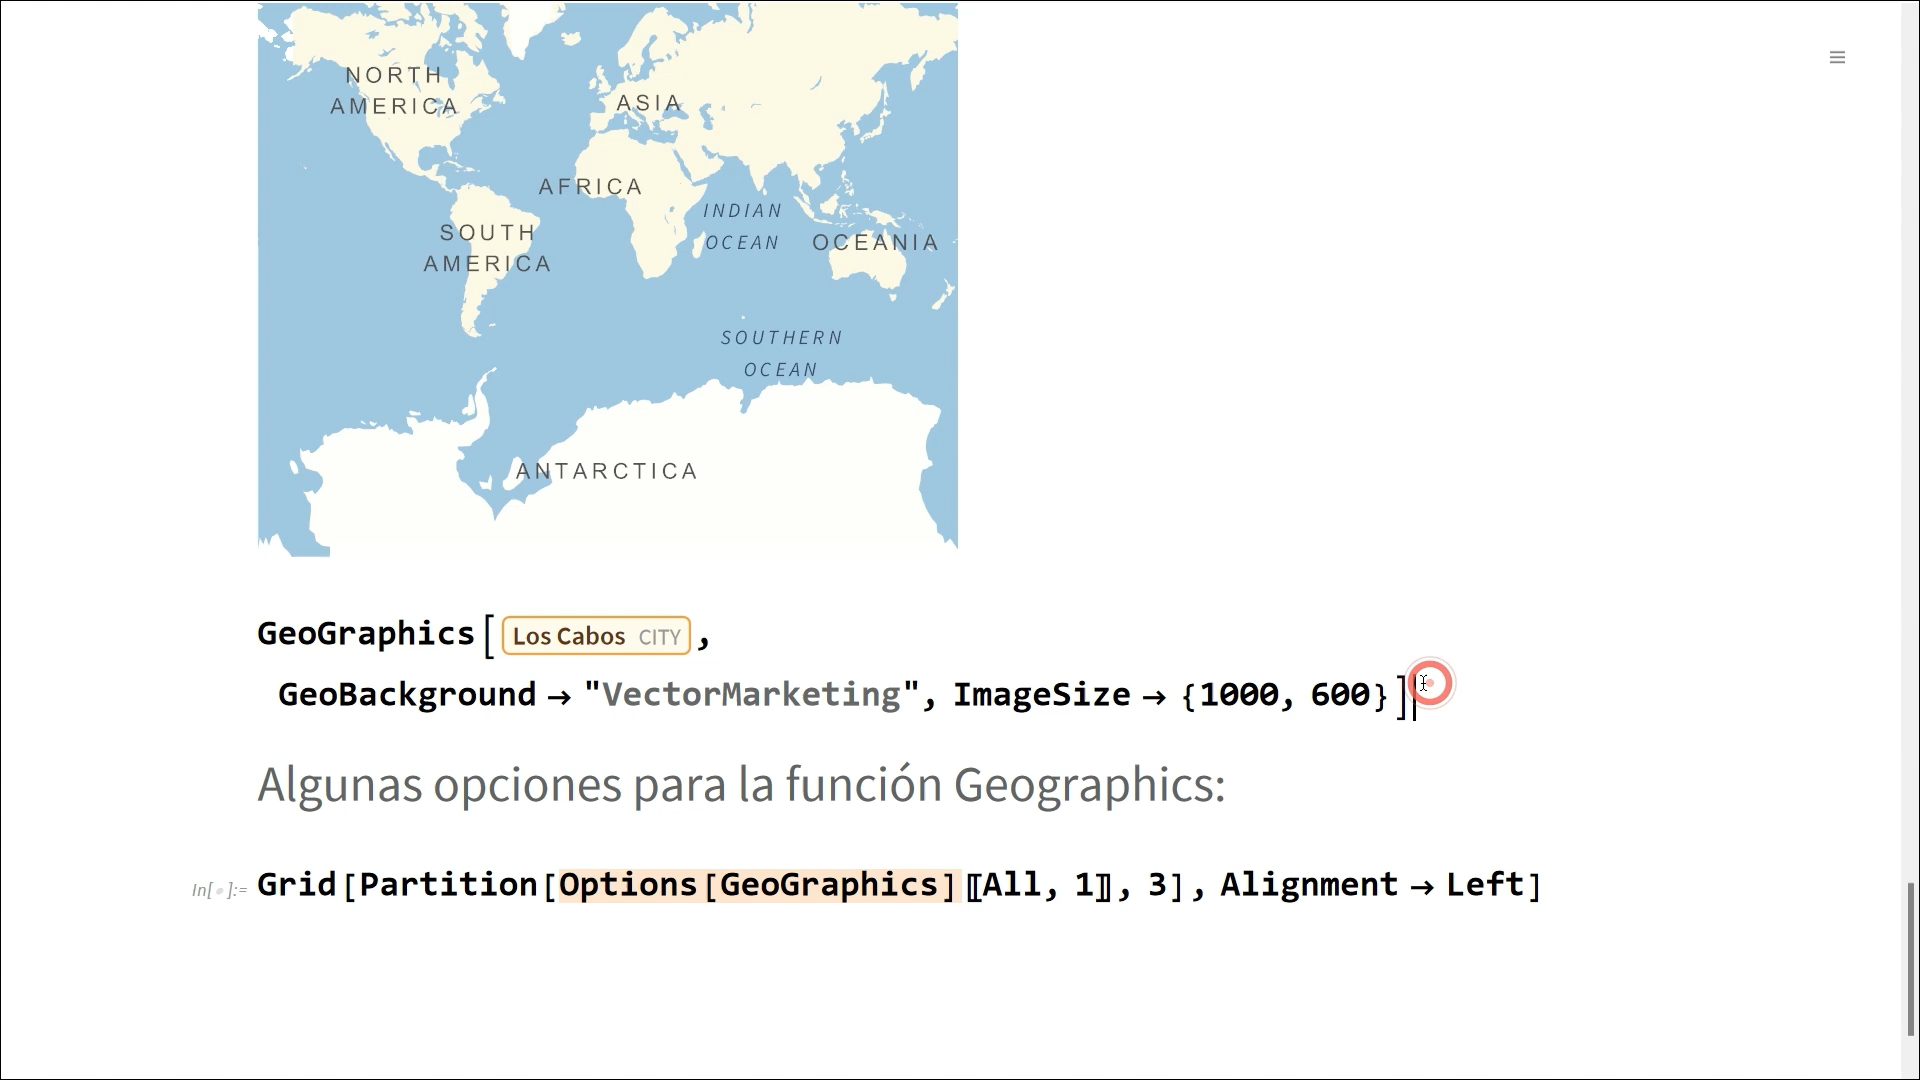 NORTH
AMERICA
ASIA
AFRICA
INDIAN
OCEAN
OCEANIA
SOUTH
AMERICA
SOUTHERN
OCEAN
ANTARCTICA
GeoGraphics[Los Cabos CITY,
GeoBackground → "VectorMarketing", ImageSize → {1000, 600}]
Algunas opciones para la función Geographics:
In[•]:= Grid[Partition[Options[GeoGraphics]〚All, 1〛, 3], Alignment → Left]